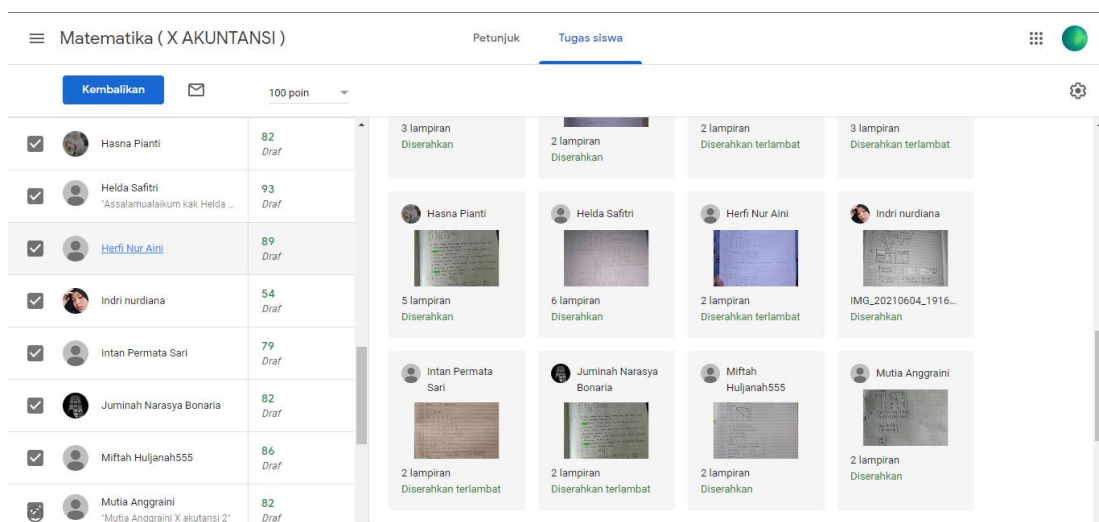 Matematika ( X AKUNTANSI )
Petunjuk
Tugas siswa
Kembalikan
100 poin
Hasna Pianti
82
Draf
Helda Safitri
"Assalamualaikum kak Helda ...
93
Draf
Herfi Nur Aini
89
Draf
Indri nurdiana
54
Draf
Intan Permata Sari
79
Draf
Juminah Narasya Bonaria
82
Draf
Miftah Huljanah555
86
Draf
Mutia Anggraini
"Mutia Anggraini X akutansi 2"
82
Draf
3 lampiran
Diserahkan
2 lampiran
Diserahkan
2 lampiran
Diserahkan terlambat
3 lampiran
Diserahkan terlambat
Hasna Pianti
5 lampiran
Diserahkan
Helda Safitri
6 lampiran
Diserahkan
Herfi Nur Aini
2 lampiran
Diserahkan terlambat
Indri nurdiana
IMG_20210604_1916...
Diserahkan
Intan Permata
Sari
2 lampiran
Diserahkan terlambat
Juminah Narasya
Bonaria
2 lampiran
Diserahkan terlambat
Miftah
Huljanah555
2 lampiran
Diserahkan
Mutia Anggraini
2 lampiran
Diserahkan